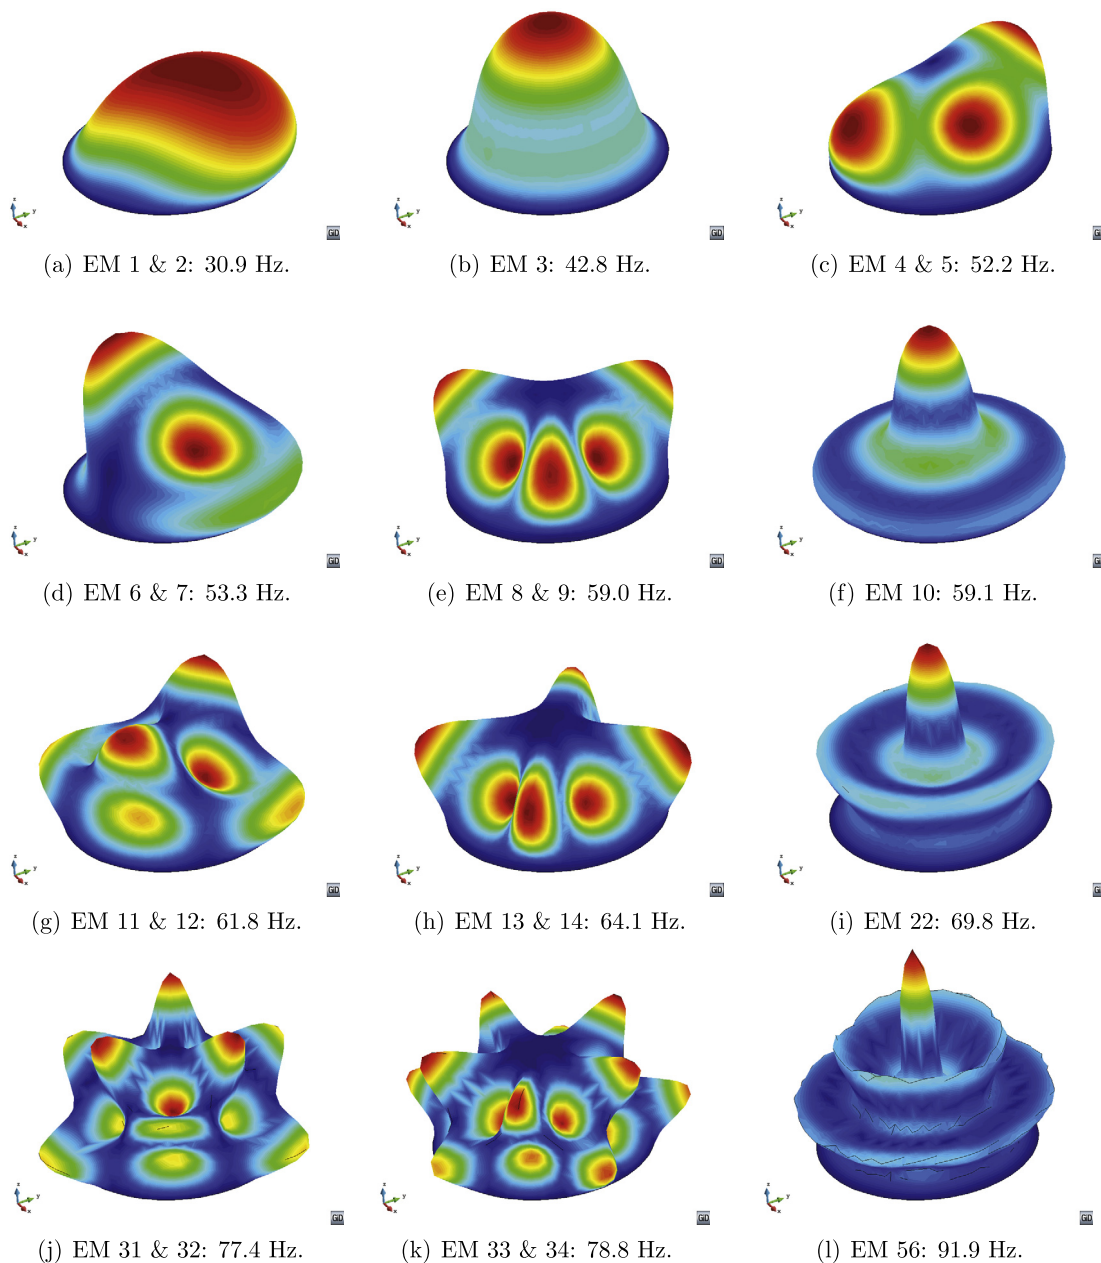 (a) EM 1 & 2: 30.9 Hz.
(b) EM 3: 42.8 Hz.
(c) EM 4 & 5: 52.2 Hz.
(d) EM 6 & 7: 53.3 Hz.
(e) EM 8 & 9: 59.0 Hz.
(f) EM 10: 59.1 Hz.
(g) EM 11 & 12: 61.8 Hz.
(h) EM 13 & 14: 64.1 Hz.
(i) EM 22: 69.8 Hz.
(j) EM 31 & 32: 77.4 Hz.
(k) EM 33 & 34: 78.8 Hz.
(l) EM 56: 91.9 Hz.